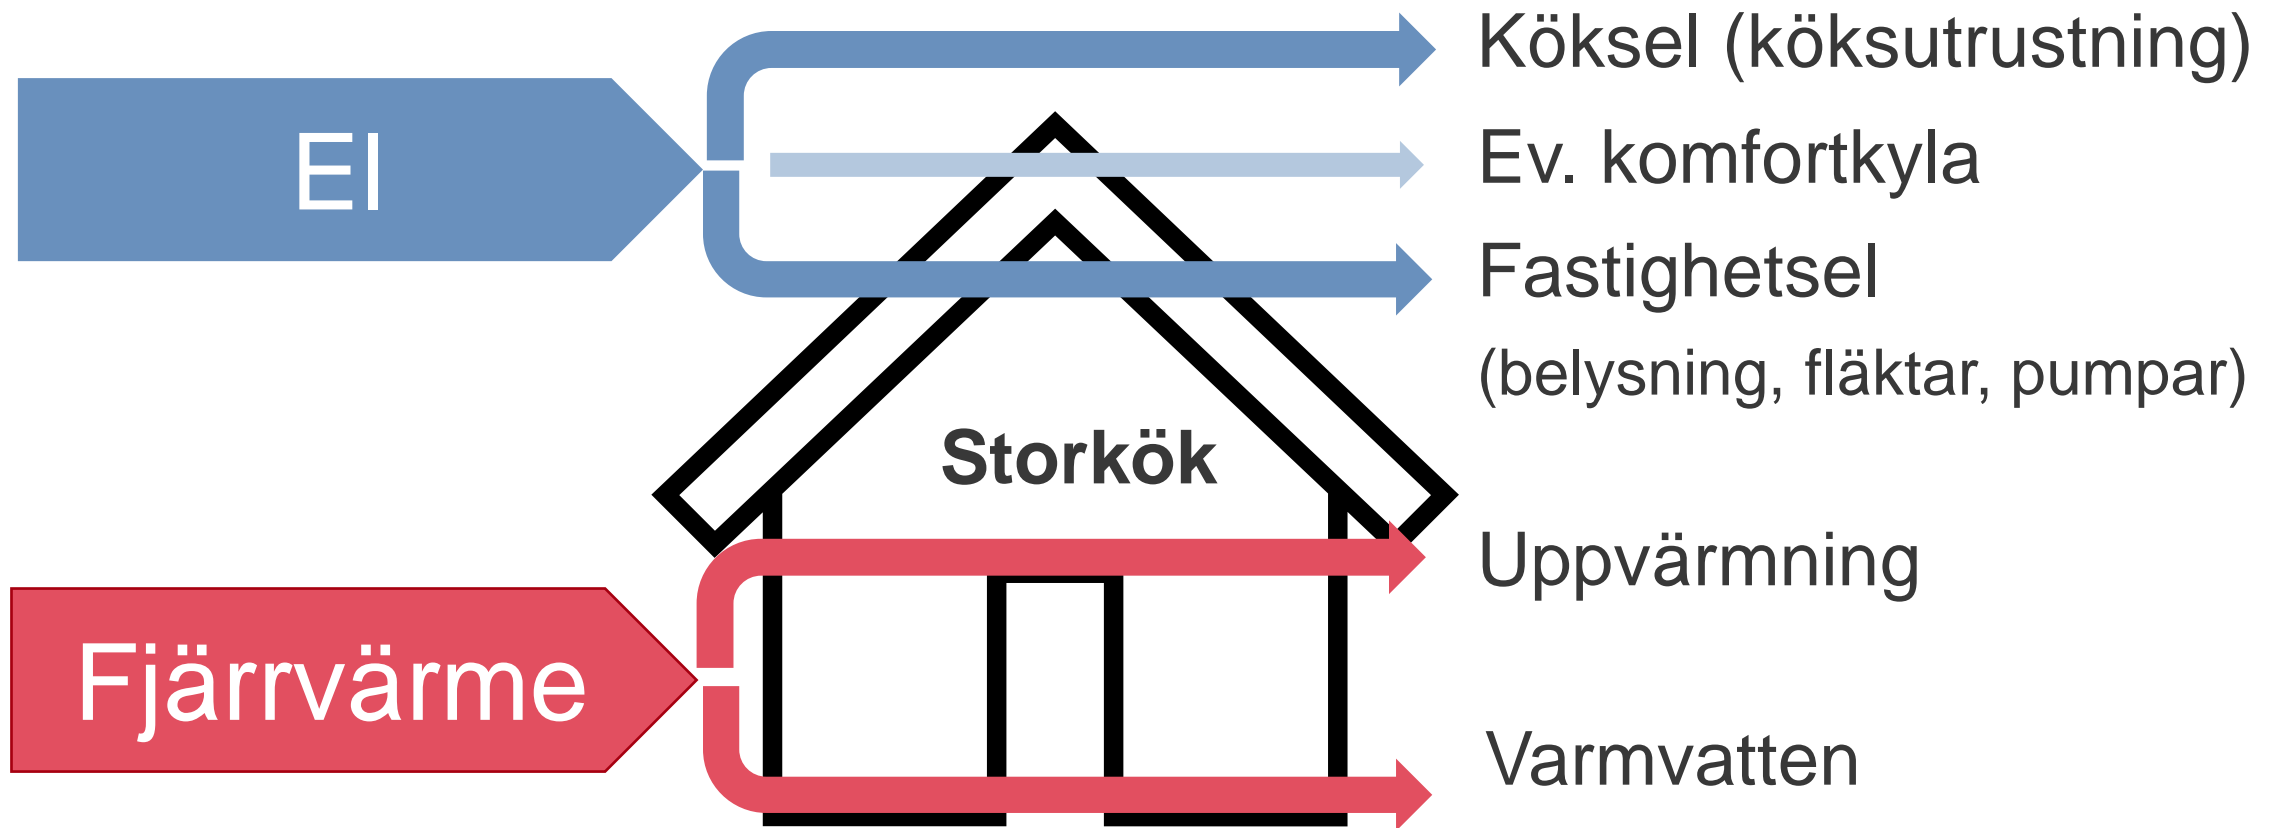 Köksel (köksutrustning)
El
Ev. komfortkyla
Fastighetsel
(belysning, fläktar, pumpar)
Storkök
Uppvärmning
Fjärrvärme
Varmvatten